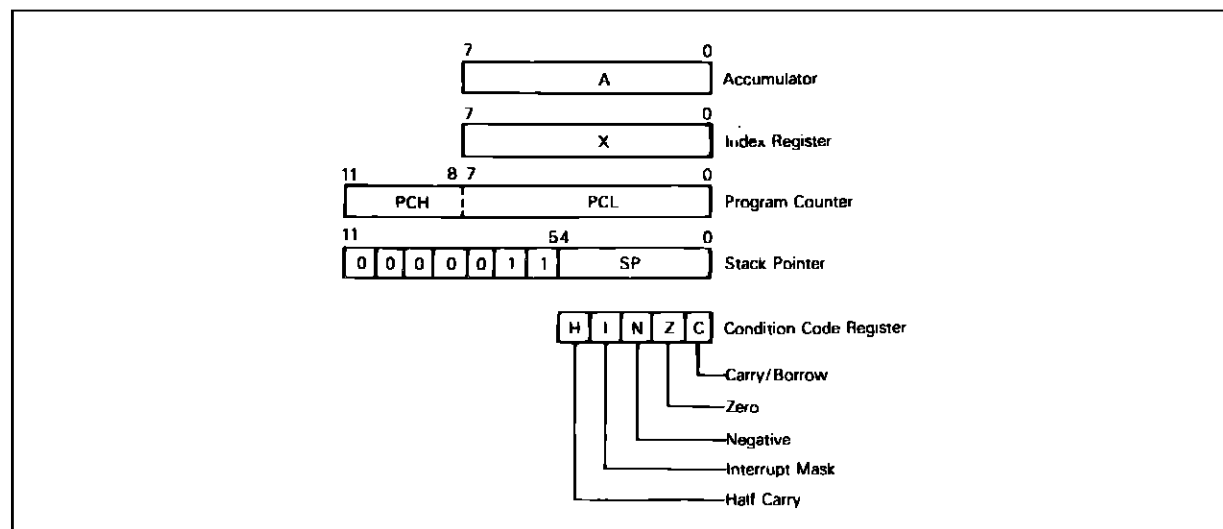 7 0
A Accumulator
7 0
X Index Register
11 8 7 0
PCH PCL Program Counter
11 5 4 0
0 0 0 0 0 1 1 SP Stack Pointer
H I N Z C Condition Code Register
Carry/Borrow
Zero
Negative
Interrupt Mask
Half Carry